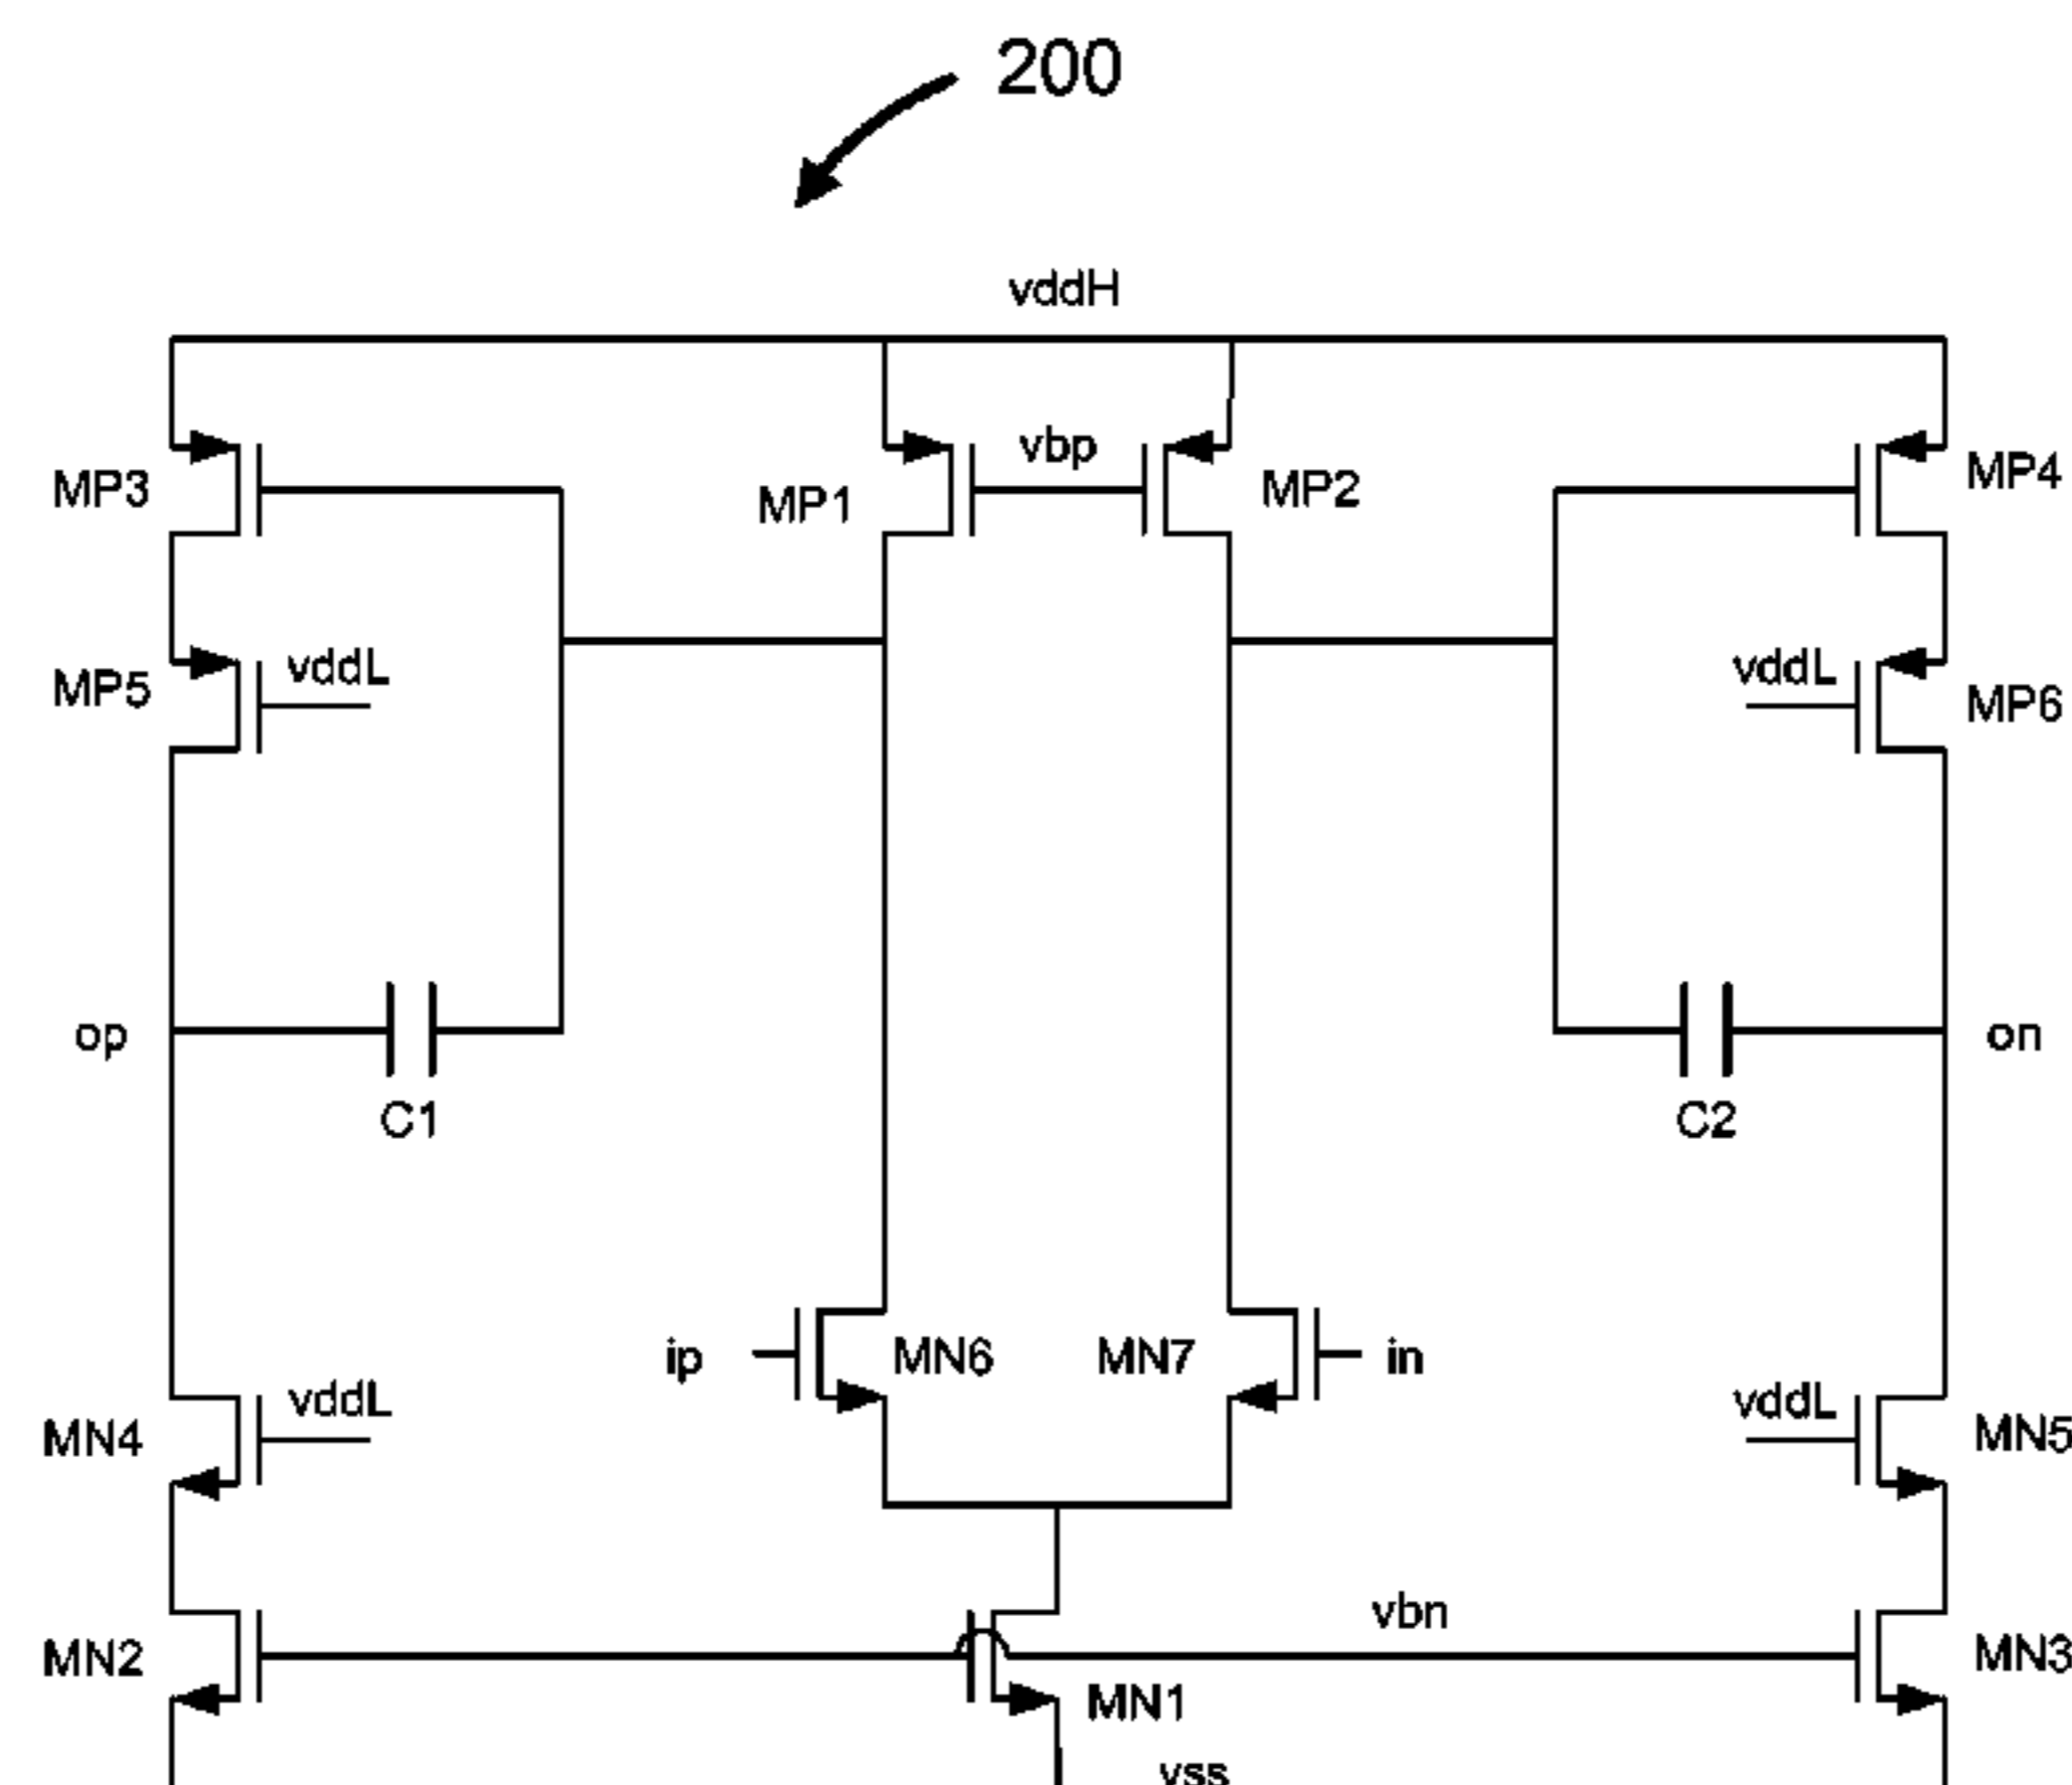 200
vddH
MP3
MP1
vbp
MP2
MP4
MP5
vddL
vddL
MP6
op
C1
C2
on
ip
MN6
MN7
in
MN4
vddL
vddL
MN5
MN2
MN1
vbn
MN3
vss